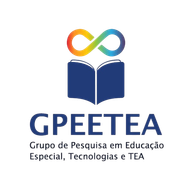 GPEETEA
Grupo de Pesquisa em Educação
Especial, Tecnologias e TEA